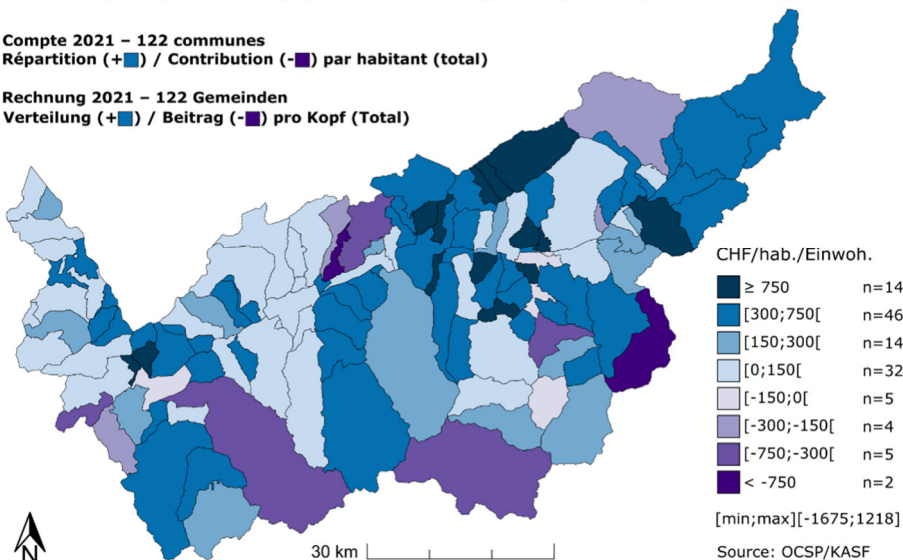 Compte 2021 – 122 communes
Répartition (+) / Contribution (-) par habitant (total)
Rechnung 2021 – 122 Gemeinden
Verteilung (+) / Beitrag (-) pro Kopf (Total)
CHF/hab./Einwoh.
≥ 750 n=14
[300;750[ n=46
[150;300[ n=14
[0;150[ n=32
[-150;0[ n=5
[-300;-150[ n=4
[-750;-300[ n=5
< -750 n=2
[min;max][-1675;1218]
Source: OCSP/KASF
30 km
N